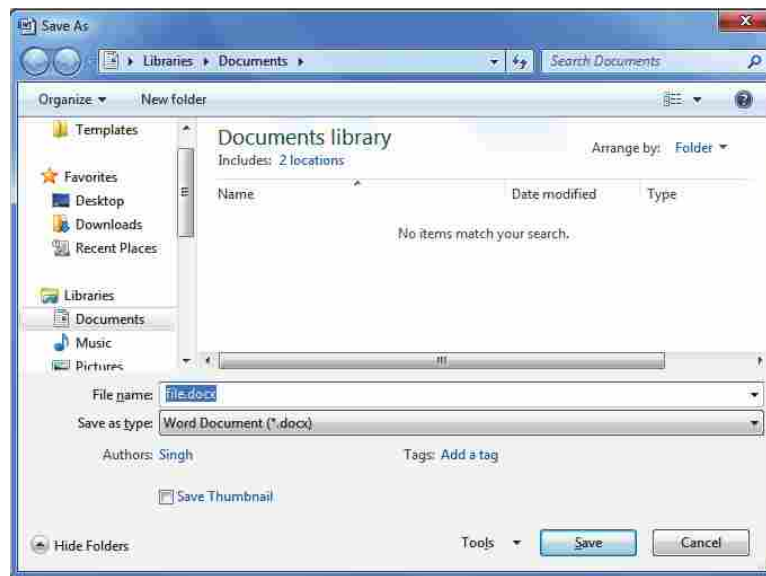 Save As
Libraries Documents
Search Documents
Organize New folder
Templates
Favorites
Desktop
Downloads
Recent Places
Libraries
Documents
Music
Pictures
Documents library
Includes: 2 locations
Arrange by: Folder
Name Date modified Type
No items match your search.
File name: file.docx
Save as type: Word Document (*.docx)
Authors: Singh Tags: Add a tag
Save Thumbnail
Hide Folders Tools Save Cancel